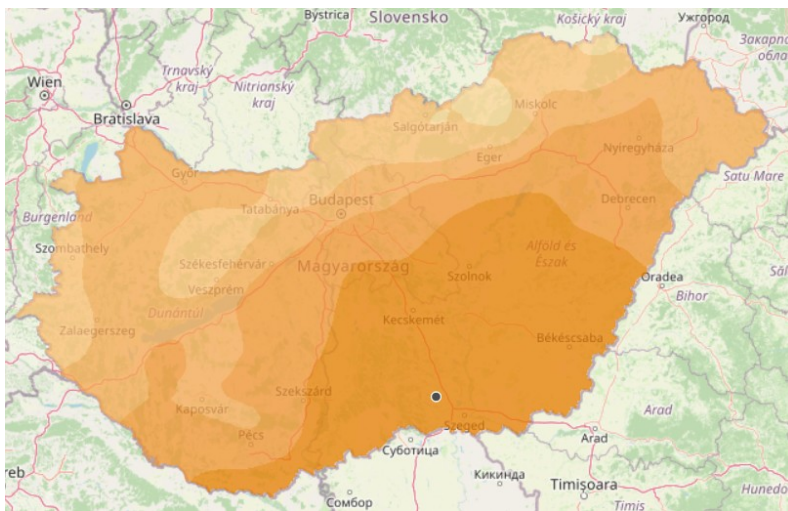 Bystrica
Slovensko
Košický kraj
Ужгород
Закарпа
обла
Wien
Trnavský
kraj
Nitrianský
kraj
Bratislava
Miskolc
Salgótarján
Eger
Nyíregyháza
Győr
Satu Mare
Budapest
Tatabánya
Debrecen
Burgenland
Szombathely
Alföld és
Észak
Székesfehérvár
Magyarország
Szolnok
Oradea
Veszprém
Bihor
Dunántúl
Kecskemét
Zalaegerszeg
Békéscsaba
Szekszárd
Kaposvár
Arad
Szeged
Pécs
Arad
Суботица
Кикинда
Timișoara
Сомбор
Timiș
Hunedo